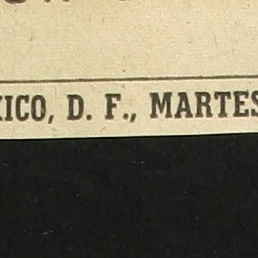 XICO, D. F., MARTES